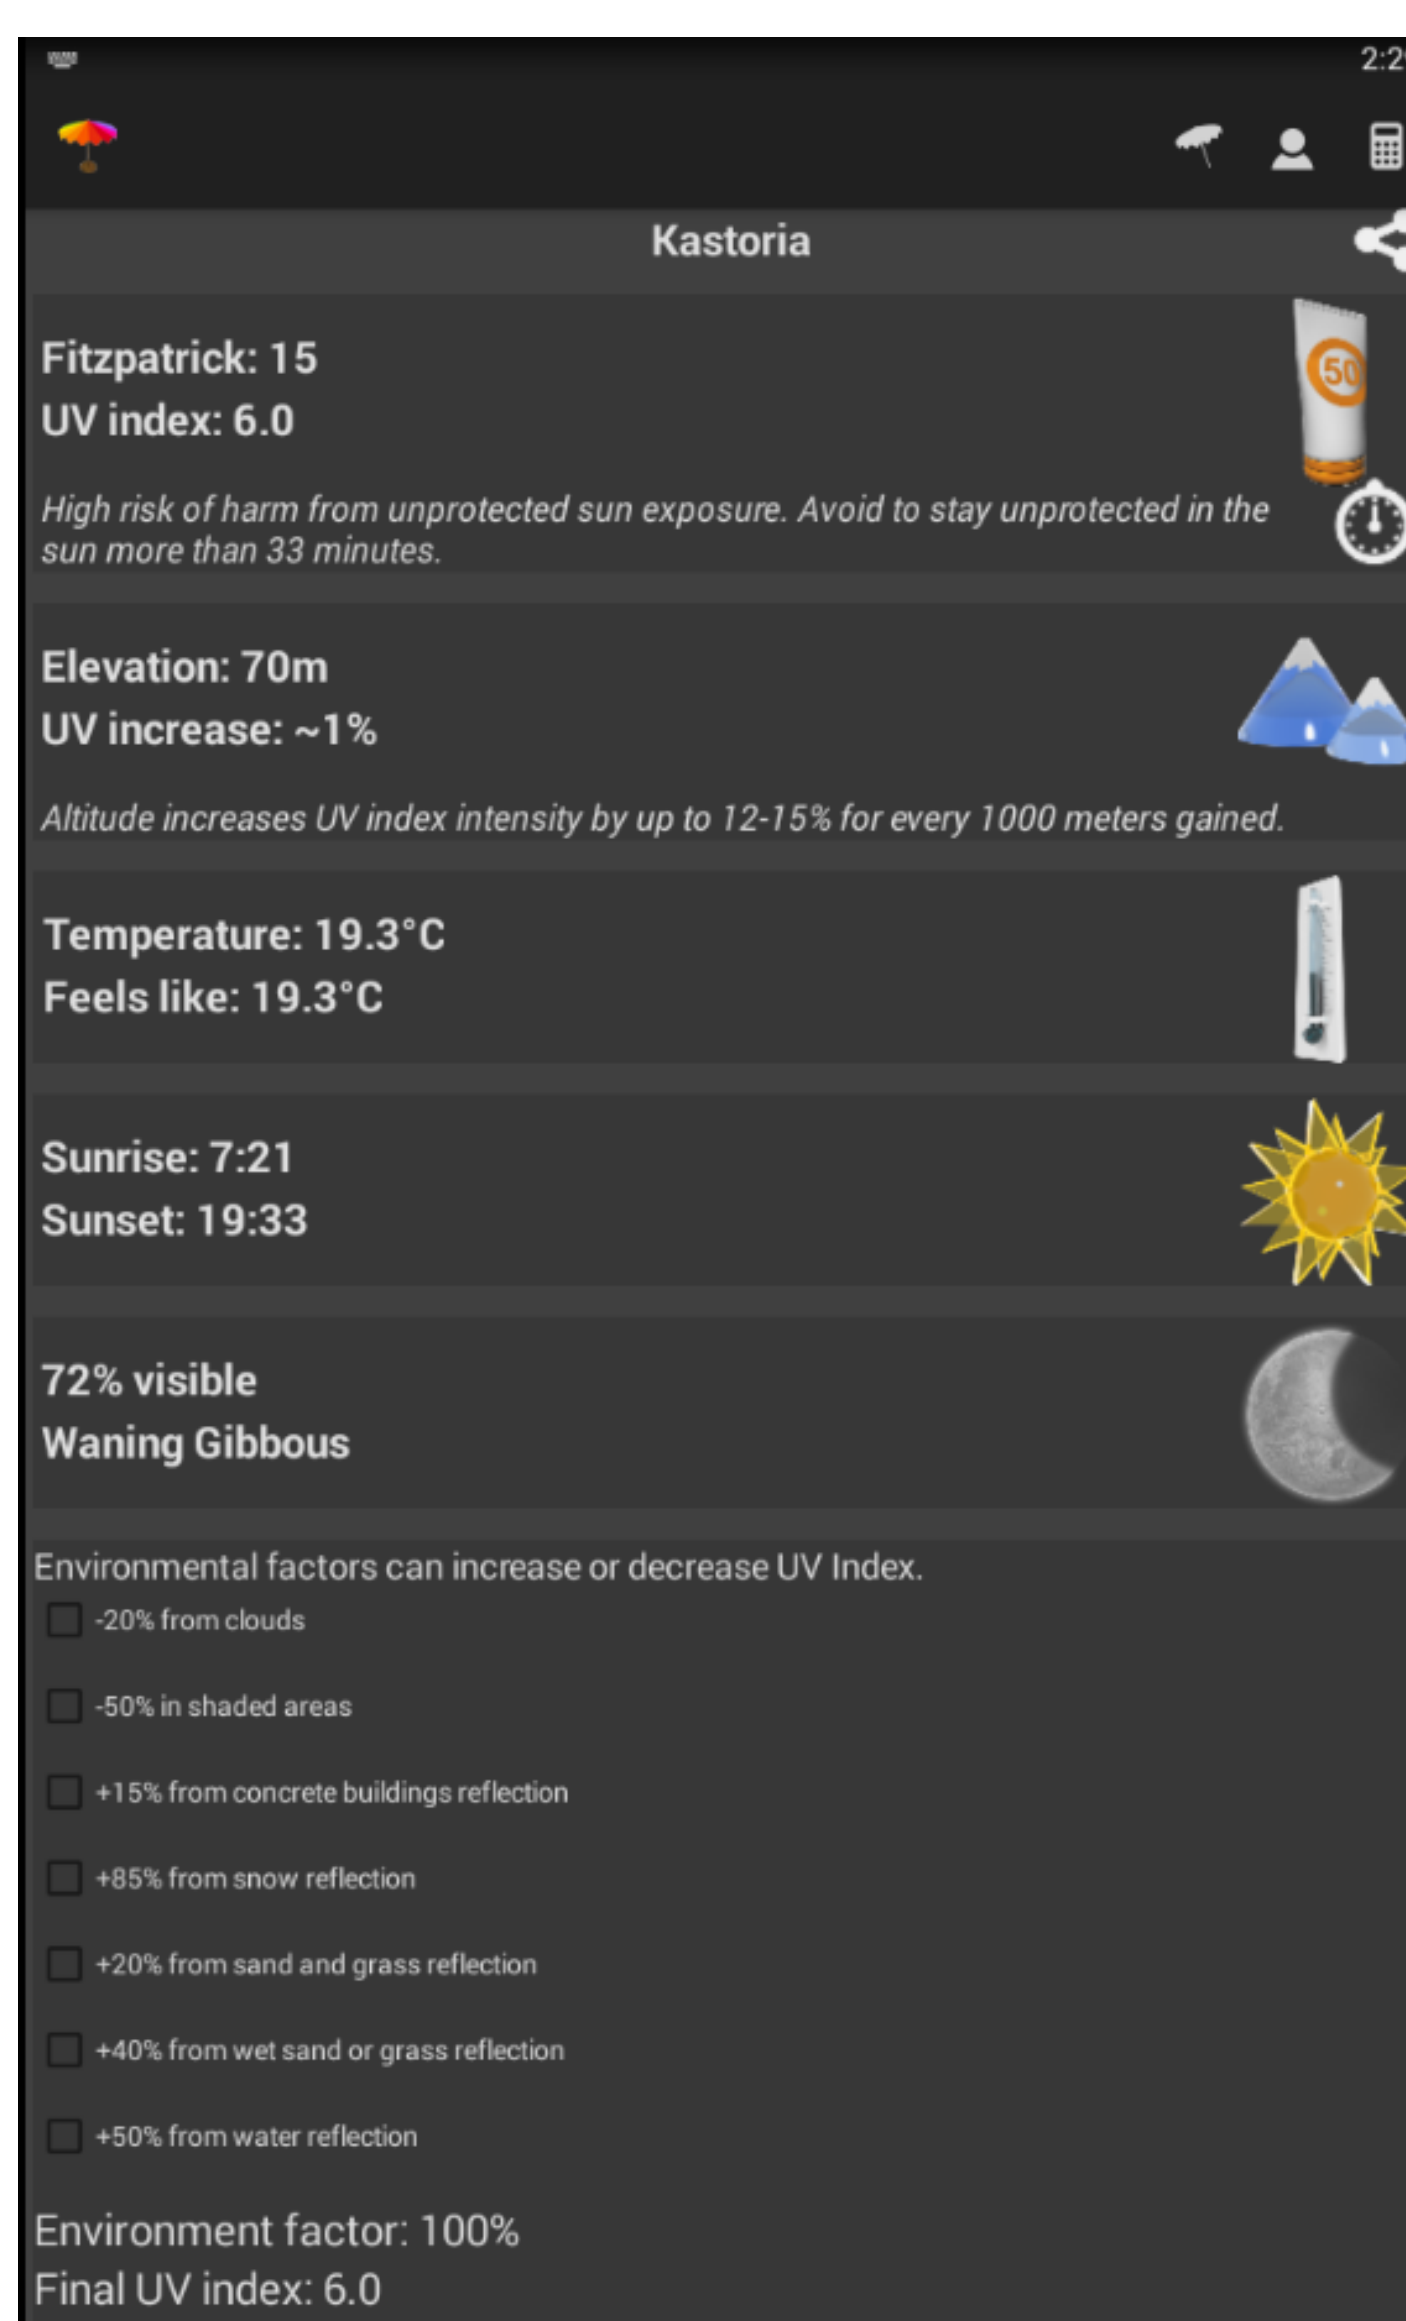 Kastoria
Fitzpatrick: 15
UV index: 6.0
50
High risk of harm from unprotected sun exposure. Avoid to stay unprotected in the
sun more than 33 minutes.
Elevation: 70m
UV increase: ~1%
Altitude increases UV index intensity by up to 12-15% for every 1000 meters gained.
Temperature: 19.3°C
Feels like: 19.3°C
Sunrise: 7:21
Sunset: 19:33
72% visible
Waning Gibbous
Environmental factors can increase or decrease UV Index.
-20% from clouds
-50% in shaded areas
+15% from concrete buildings reflection
+85% from snow reflection
+20% from sand and grass reflection
+40% from wet sand or grass reflection
+50% from water reflection
Environment factor: 100%
Final UV index: 6.0